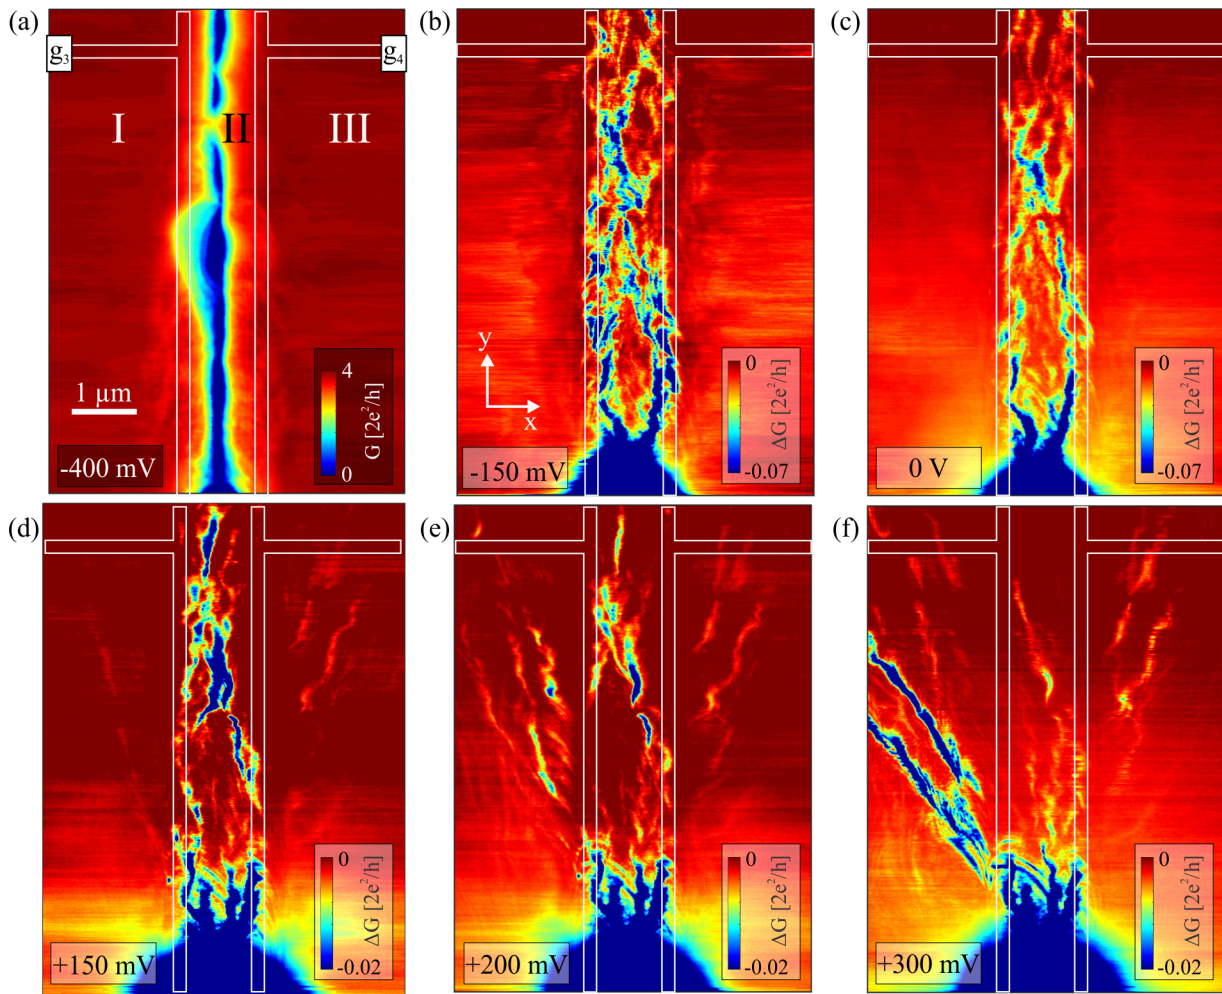 (a)
g₃
g₄
I
II
III
1 µm
-400 mV
4
G [2e²/h]
0
(b)
y
x
-150 mV
0
ΔG [2e²/h]
-0.07
(c)
0 V
0
ΔG [2e²/h]
-0.07
(d)
+150 mV
0
ΔG [2e²/h]
-0.02
(e)
+200 mV
0
ΔG [2e²/h]
-0.02
(f)
+300 mV
0
ΔG [2e²/h]
-0.02